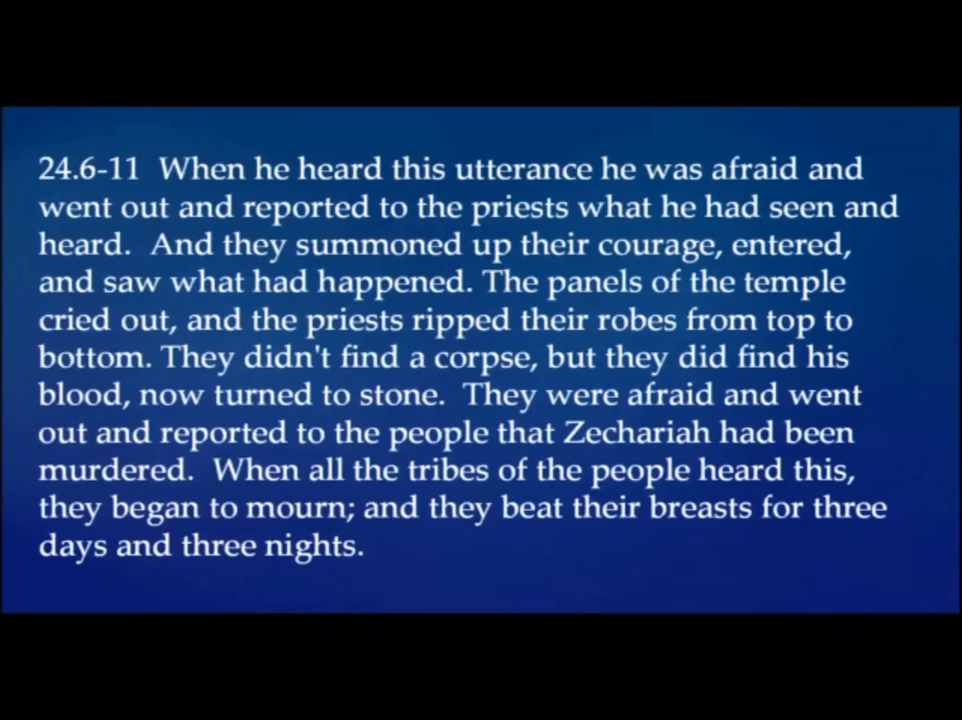 24.6-11  When he heard this utterance he was afraid and
went out and reported to the priests what he had seen and
heard.  And they summoned up their courage, entered,
and saw what had happened. The panels of the temple
cried out, and the priests ripped their robes from top to
bottom. They didn't find a corpse, but they did find his
blood, now turned to stone.  They were afraid and went
out and reported to the people that Zechariah had been
murdered.  When all the tribes of the people heard this,
they began to mourn; and they beat their breasts for three
days and three nights.